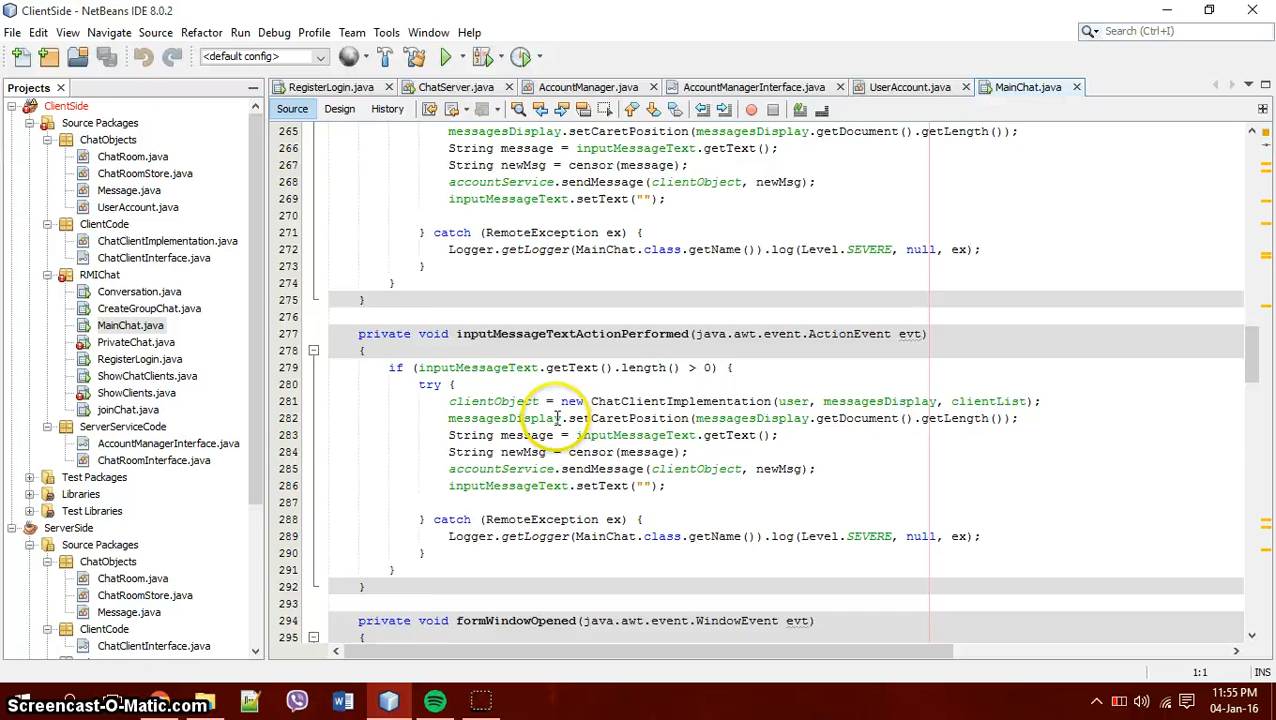 ClientSide - NetBeans IDE 8.0.2
File Edit View Navigate Source Refactor Run Debug Profile Team Tools Window Help
Search (Ctrl+I)
<default config>
Projects
RegisterLogin.java ChatServer.java AccountManager.java AccountManagerInterface.java UserAccount.java MainChat.java
Source Design History
ClientSide
Source Packages
ChatObjects
ChatRoom.java
ChatRoomStore.java
Message.java
UserAccount.java
ClientCode
ChatClientImplementation.java
ChatClientInterface.java
RMIChat
Conversation.java
CreateGroupChat.java
MainChat.java
PrivateChat.java
RegisterLogin.java
ShowChatClients.java
ShowClients.java
joinChat.java
ServerServiceCode
AccountManagerInterface.java
ChatRoomInterface.java
Test Packages
Libraries
Test Libraries
ServerSide
Source Packages
ChatObjects
ChatRoom.java
ChatRoomStore.java
Message.java
ClientCode
ChatClientInterface.java
265 messagesDisplay.setCaretPosition(messagesDisplay.getDocument().getLength());
266 String message = inputMessageText.getText();
267 String newMsg = censor(message);
268 accountService.sendMessage(clientObject, newMsg);
269 inputMessageText.setText("");
270
271 } catch (RemoteException ex) {
272 Logger.getLogger(MainChat.class.getName()).log(Level.SEVERE, null, ex);
273 }
274 }
275 }
276
277 private void inputMessageTextActionPerformed(java.awt.event.ActionEvent evt)
278 {
279 if (inputMessageText.getText().length() > 0) {
280 try {
281 clientObject = new ChatClientImplementation(user, messagesDisplay, clientList);
282 messagesDisplay.setCaretPosition(messagesDisplay.getDocument().getLength());
283 String message = inputMessageText.getText();
284 String newMsg = censor(message);
285 accountService.sendMessage(clientObject, newMsg);
286 inputMessageText.setText("");
287
288 } catch (RemoteException ex) {
289 Logger.getLogger(MainChat.class.getName()).log(Level.SEVERE, null, ex);
290 }
291 }
292 }
293
294 private void formWindowOpened(java.awt.event.WindowEvent evt)
295 {
1:1 INS
Screencast-O-Matic.com
11:55 PM
04-Jan-16